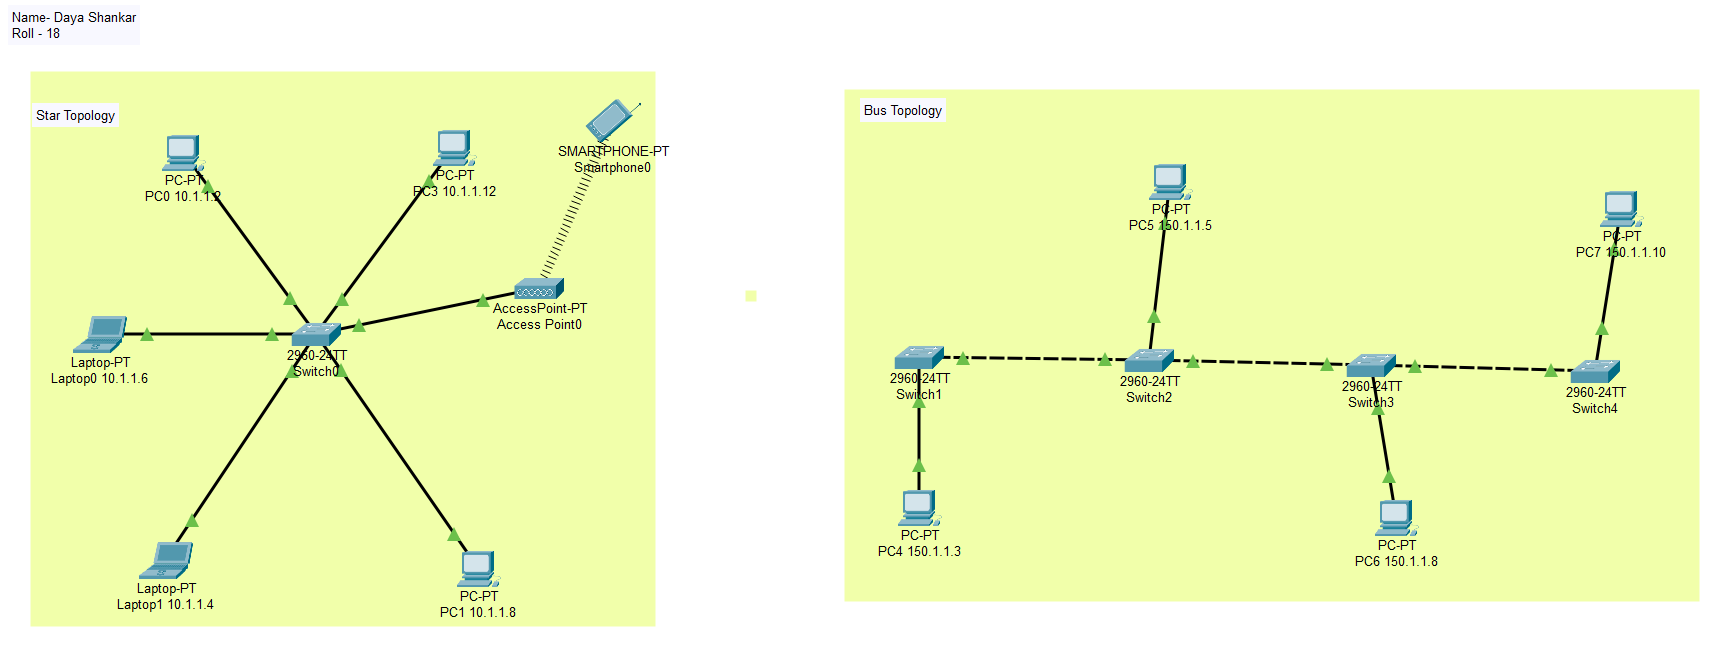 Name- Daya Shankar
Roll - 18
Star Topology
PC-PT
PC0 10.1.1.2
PC-PT
PC3 10.1.1.12
SMARTPHONE-PT
Smartphone0
AccessPoint-PT
Access Point0
2960-24TT
Switch0
Laptop-PT
Laptop0 10.1.1.6
Laptop-PT
Laptop1 10.1.1.4
PC-PT
PC1 10.1.1.8
Bus Topology
PC-PT
PC5 150.1.1.5
PC-PT
PC7 150.1.1.10
2960-24TT
Switch1
2960-24TT
Switch2
2960-24TT
Switch3
2960-24TT
Switch4
PC-PT
PC4 150.1.1.3
PC-PT
PC6 150.1.1.8